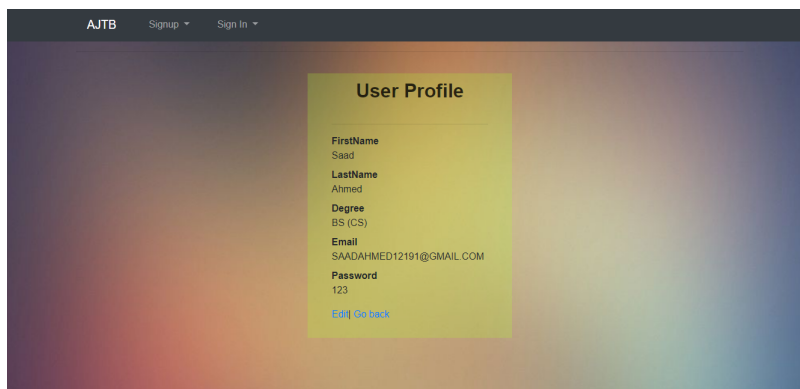 AJTB Signup Sign In
User Profile
FirstName
Saad
LastName
Ahmed
Degree
BS (CS)
Email
SAADAHMED12191@GMAIL.COM
Password
123
Edit| Go back